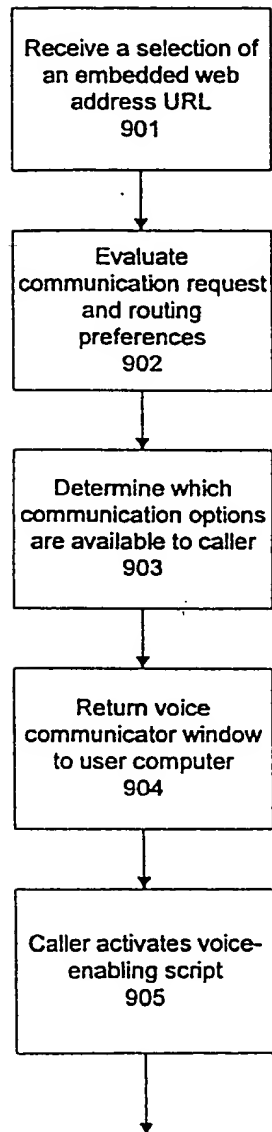 Receive a selection of
an embedded web
address URL
901
Evaluate
communication request
and routing
preferences
902
Determine which
communication options
are available to caller
903
Return voice
communicator window
to user computer
904
Caller activates voice-
enabling script
905